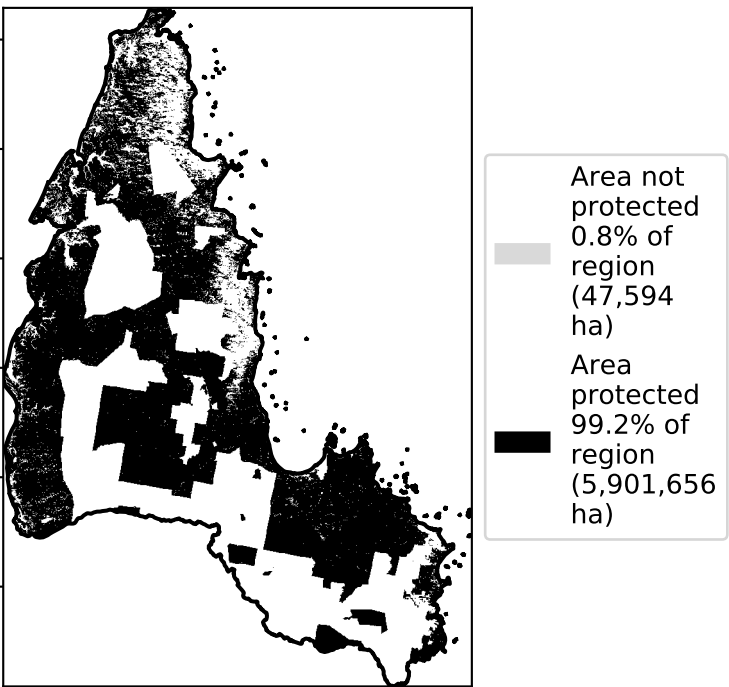 Area not
protected
0.8% of
region
(47,594
ha)
Area
protected
99.2% of
region
(5,901,656
ha)